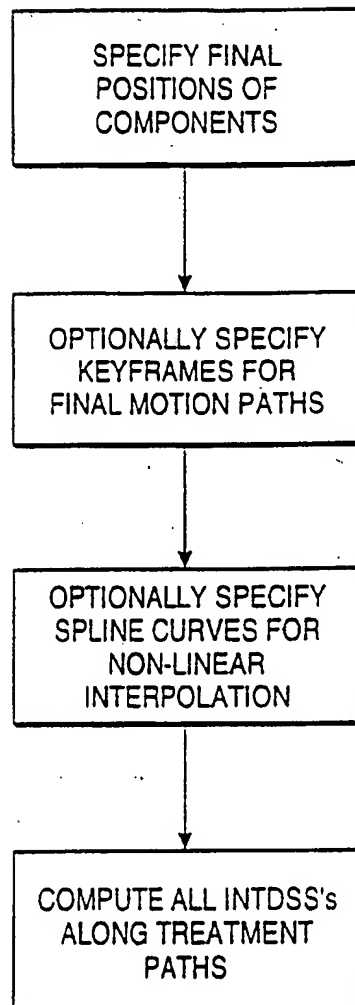 SPECIFY FINAL
POSITIONS OF
COMPONENTS
OPTIONALLY SPECIFY
KEYFRAMES FOR
FINAL MOTION PATHS
OPTIONALLY SPECIFY
SPLINE CURVES FOR
NON-LINEAR
INTERPOLATION
COMPUTE ALL INTDSS's
ALONG TREATMENT
PATHS